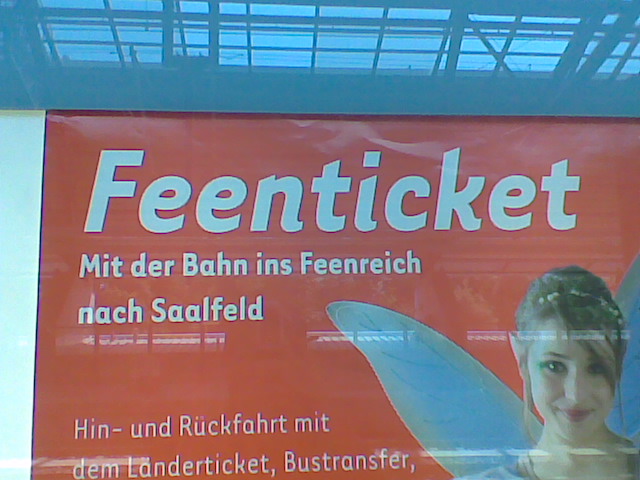 Feenticket
Mit der Bahn ins Feenreich
nach Saalfeld
Hin- und Rückfahrt mit
dem Länderticket, Bustransfer,